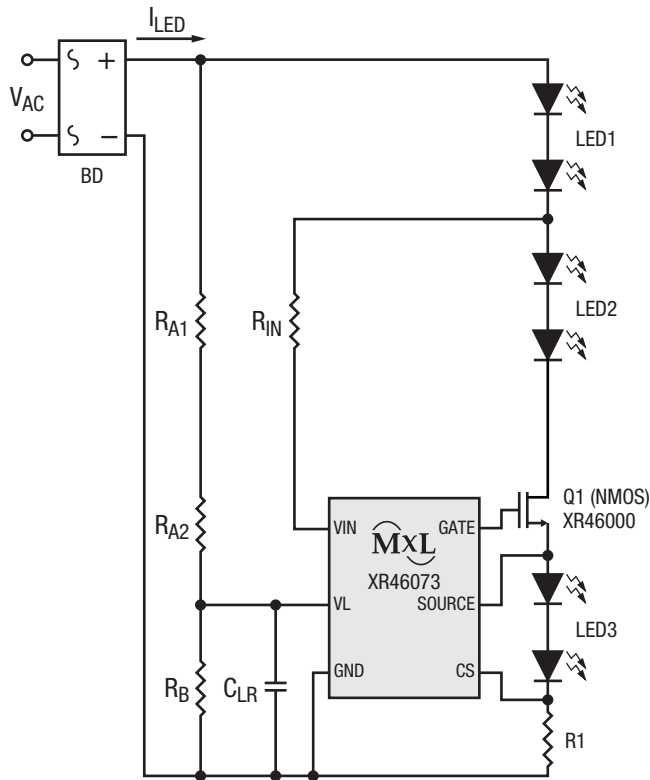 I_LED
+
V_AC
−
BD
LED1
LED2
R_A1
R_IN
Q1 (NMOS)
XR46000
VIN
MXL
GATE
R_A2
XR46073
VL
SOURCE
LED3
R_B
C_LR
GND
CS
R1